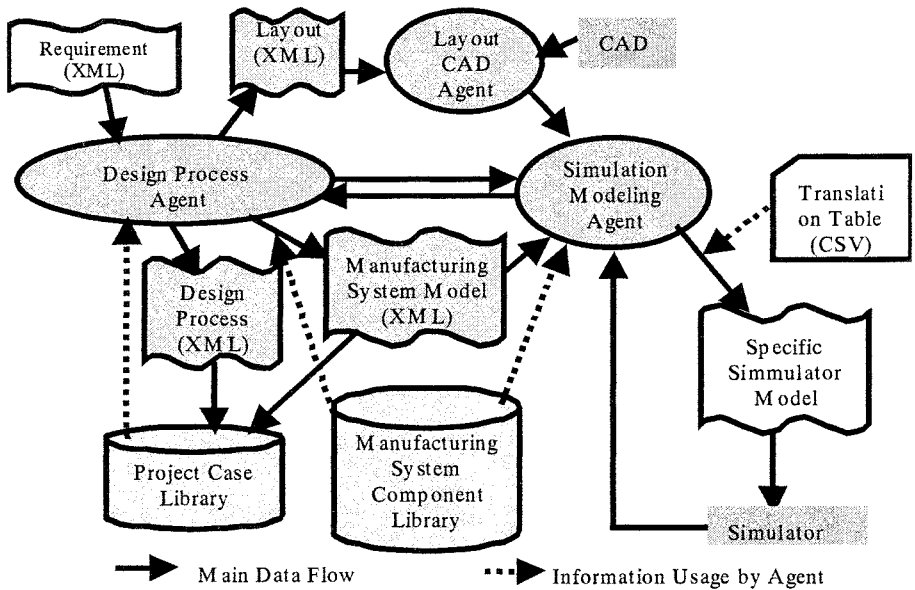 Requirement
(XML)
Layout
(XML)
Layout
CAD
Agent
CAD
Design Process
Agent
Simulation
Modeling
Agent
Translati
on Table
(CSV)
Design
Process
(XML)
Manufacturing
System Model
(XML)
Specific
Simmulator
Model
Project Case
Library
Manufacturing
System
Component
Library
Simulator
Main Data Flow
Information Usage by Agent